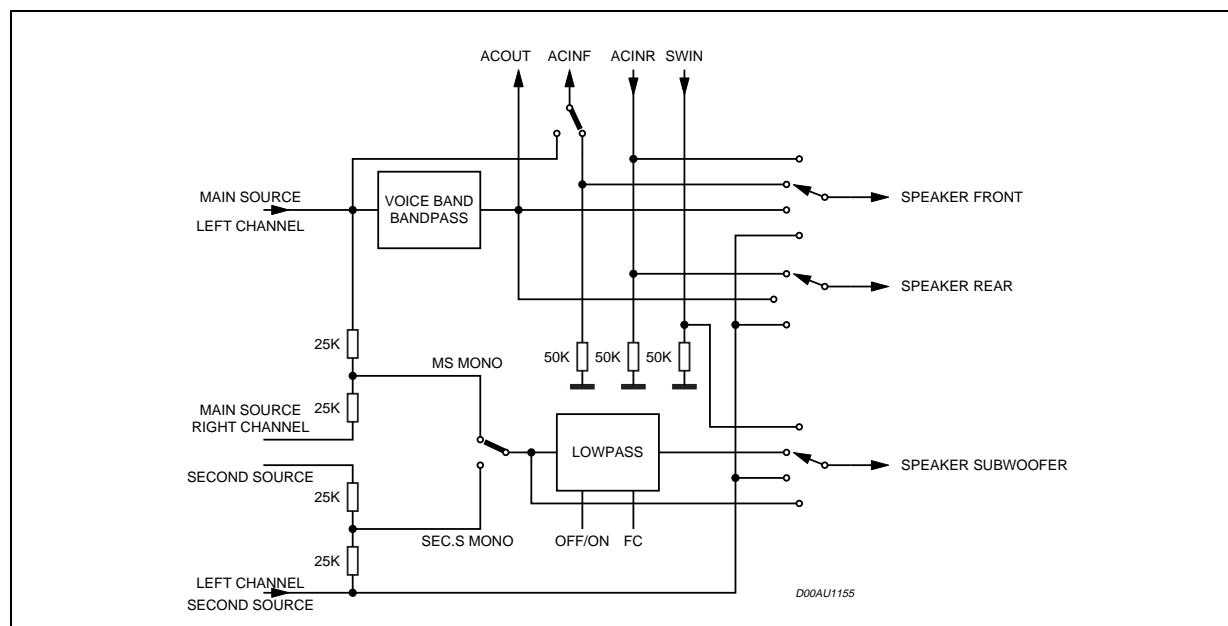 ACOUT ACINF ACINR SWIN
MAIN SOURCE
LEFT CHANNEL
VOICE BAND
BANDPASS
SPEAKER FRONT
SPEAKER REAR
25K
MS MONO
50K 50K 50K
25K
MAIN SOURCE
RIGHT CHANNEL
LOWPASS
SPEAKER SUBWOOFER
SECOND SOURCE
25K
SEC.S MONO
OFF/ON FC
25K
LEFT CHANNEL
SECOND SOURCE
D00AU1155